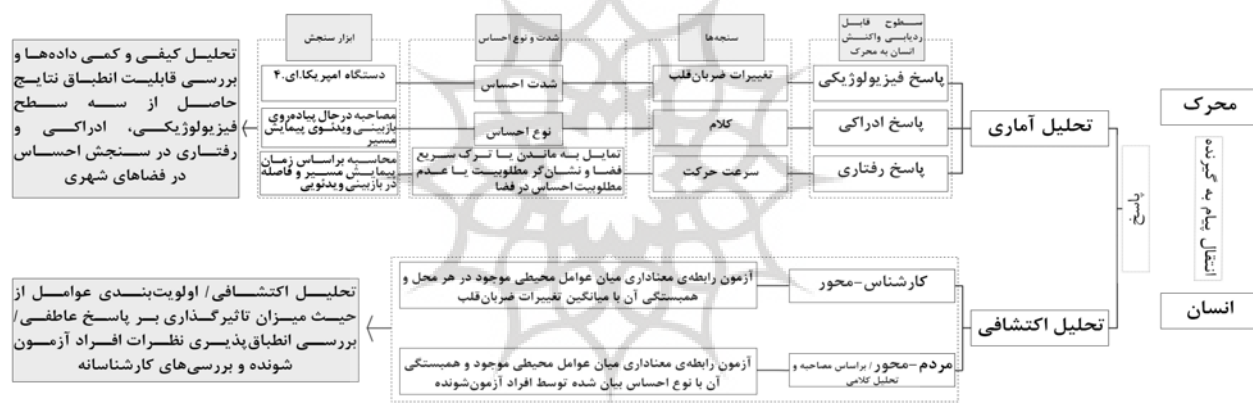 محرک
انتقال پیام به گیرنده
انسان
پاسخ
تحلیل آماری
سطوح قابل
ردیابی واکنش
انسان به محرک
پاسخ فیزیولوژیکی
پاسخ ادراکی
پاسخ رفتاری
سنجه‌ها
تغییرات ضربان‌قلب
کلام
سرعت حرکت
شدت و نوع احساس
شدت احساس
نوع احساس
تمایل به ماندن یا ترک سریع
فضا و نشان‌گر مطلوبیت یا عدم
مطلوبیت احساس در فضا
ابزار سنجش
دستگاه امپریکا.ای.۴
مصاحبه درحال پیاده‌روی
بازبینی ویدئوی پیمایش
مسیر
محاسبه براساس زمان
پیمایش مسیر و فاصله
در بازبینی ویدئویی
تحلیل کیفی و کمی داده‌ها و
بررسی قابلیت انطباق نتایج
حاصل از سه سطح
فیزیولوژیکی، ادراکی و
رفتاری در سنجش احساس
در فضاهای شهری
تحلیل اکتشافی
کارشناس-محور
آزمون رابطه‌ی معناداری میان عوامل محیطی موجود در هر محل و
همبستگی آن با میانگین تغییرات ضربان‌قلب
مردم-محور/ براساس مصاحبه و
تحلیل کلامی
آزمون رابطه‌ی معناداری میان عوامل محیطی موجود و همبستگی
آن با نوع احساس بیان شده توسط افراد آزمون‌شونده
تحلیل اکتشافی/ اولویت‌بندی عوامل از
حیث میزان تاثیرگذاری بر پاسخ عاطفی/
بررسی انطباق‌پذیری نظرات افراد آزمون
شونده و بررسی‌های کارشناسانه